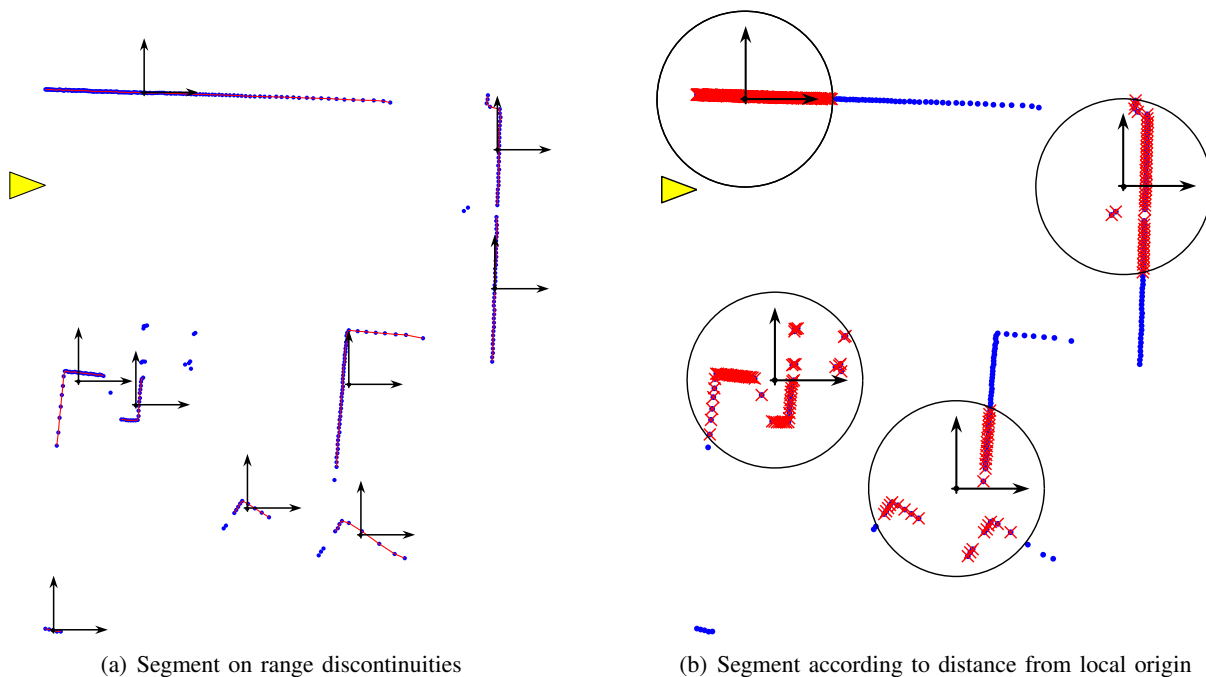 (a) Segment on range discontinuities
(b) Segment according to distance from local origin